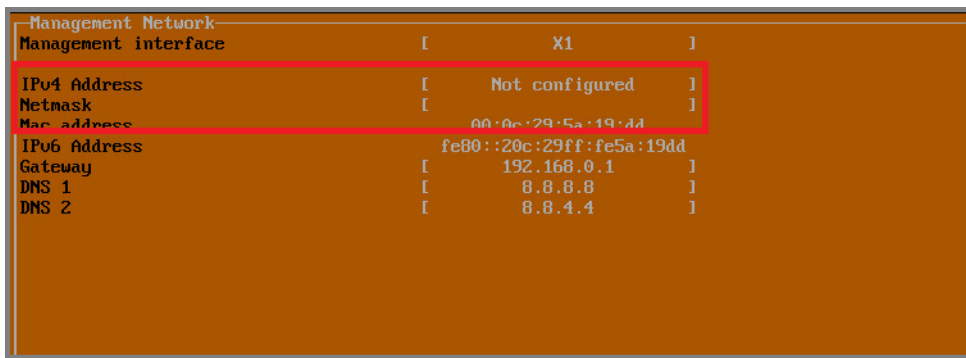 Management Network
Management interface [ X1 ]
IPv4 Address [ Not configured ]
Netmask [ ]
Mac address 00:0c:29:5a:19:dd
IPv6 Address fe80::20c:29ff:fe5a:19dd
Gateway [ 192.168.0.1 ]
DNS 1 [ 8.8.8.8 ]
DNS 2 [ 8.8.4.4 ]